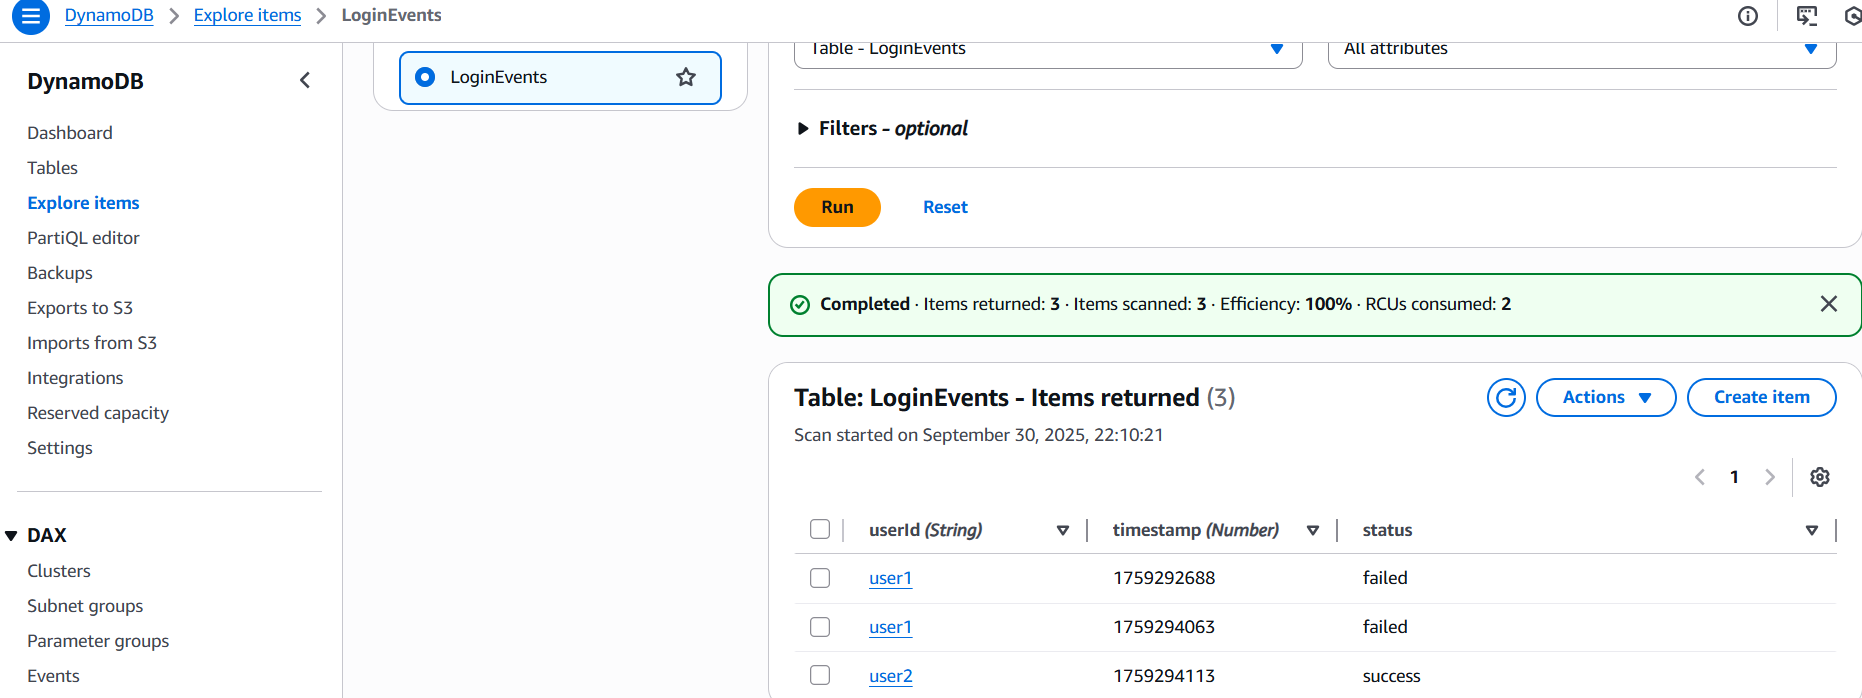 DynamoDB > Explore items > LoginEvents
DynamoDB
Dashboard
Tables
Explore items
PartiQL editor
Backups
Exports to S3
Imports from S3
Integrations
Reserved capacity
Settings
DAX
Clusters
Subnet groups
Parameter groups
Events
LoginEvents
Table - LoginEvents
All attributes
Filters - optional
Run Reset
Completed · Items returned: 3 · Items scanned: 3 · Efficiency: 100% · RCUs consumed: 2
Table: LoginEvents - Items returned (3)
Actions
Create item
Scan started on September 30, 2025, 22:10:21
1
userId (String) timestamp (Number) status
user1 1759292688 failed
user1 1759294063 failed
user2 1759294113 success